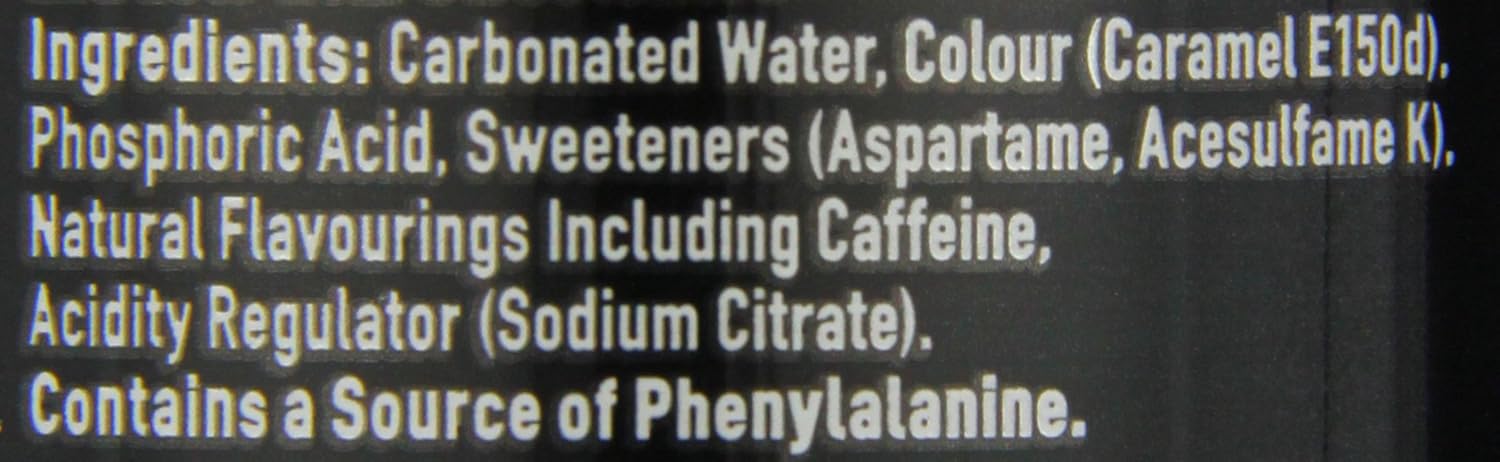 Ingredients: Carbonated Water, Colour (Caramel E150d),
Phosphoric Acid, Sweeteners (Aspartame, Acesulfame K),
Natural Flavourings Including Caffeine,
Acidity Regulator (Sodium Citrate).
Contains a Source of Phenylalanine.